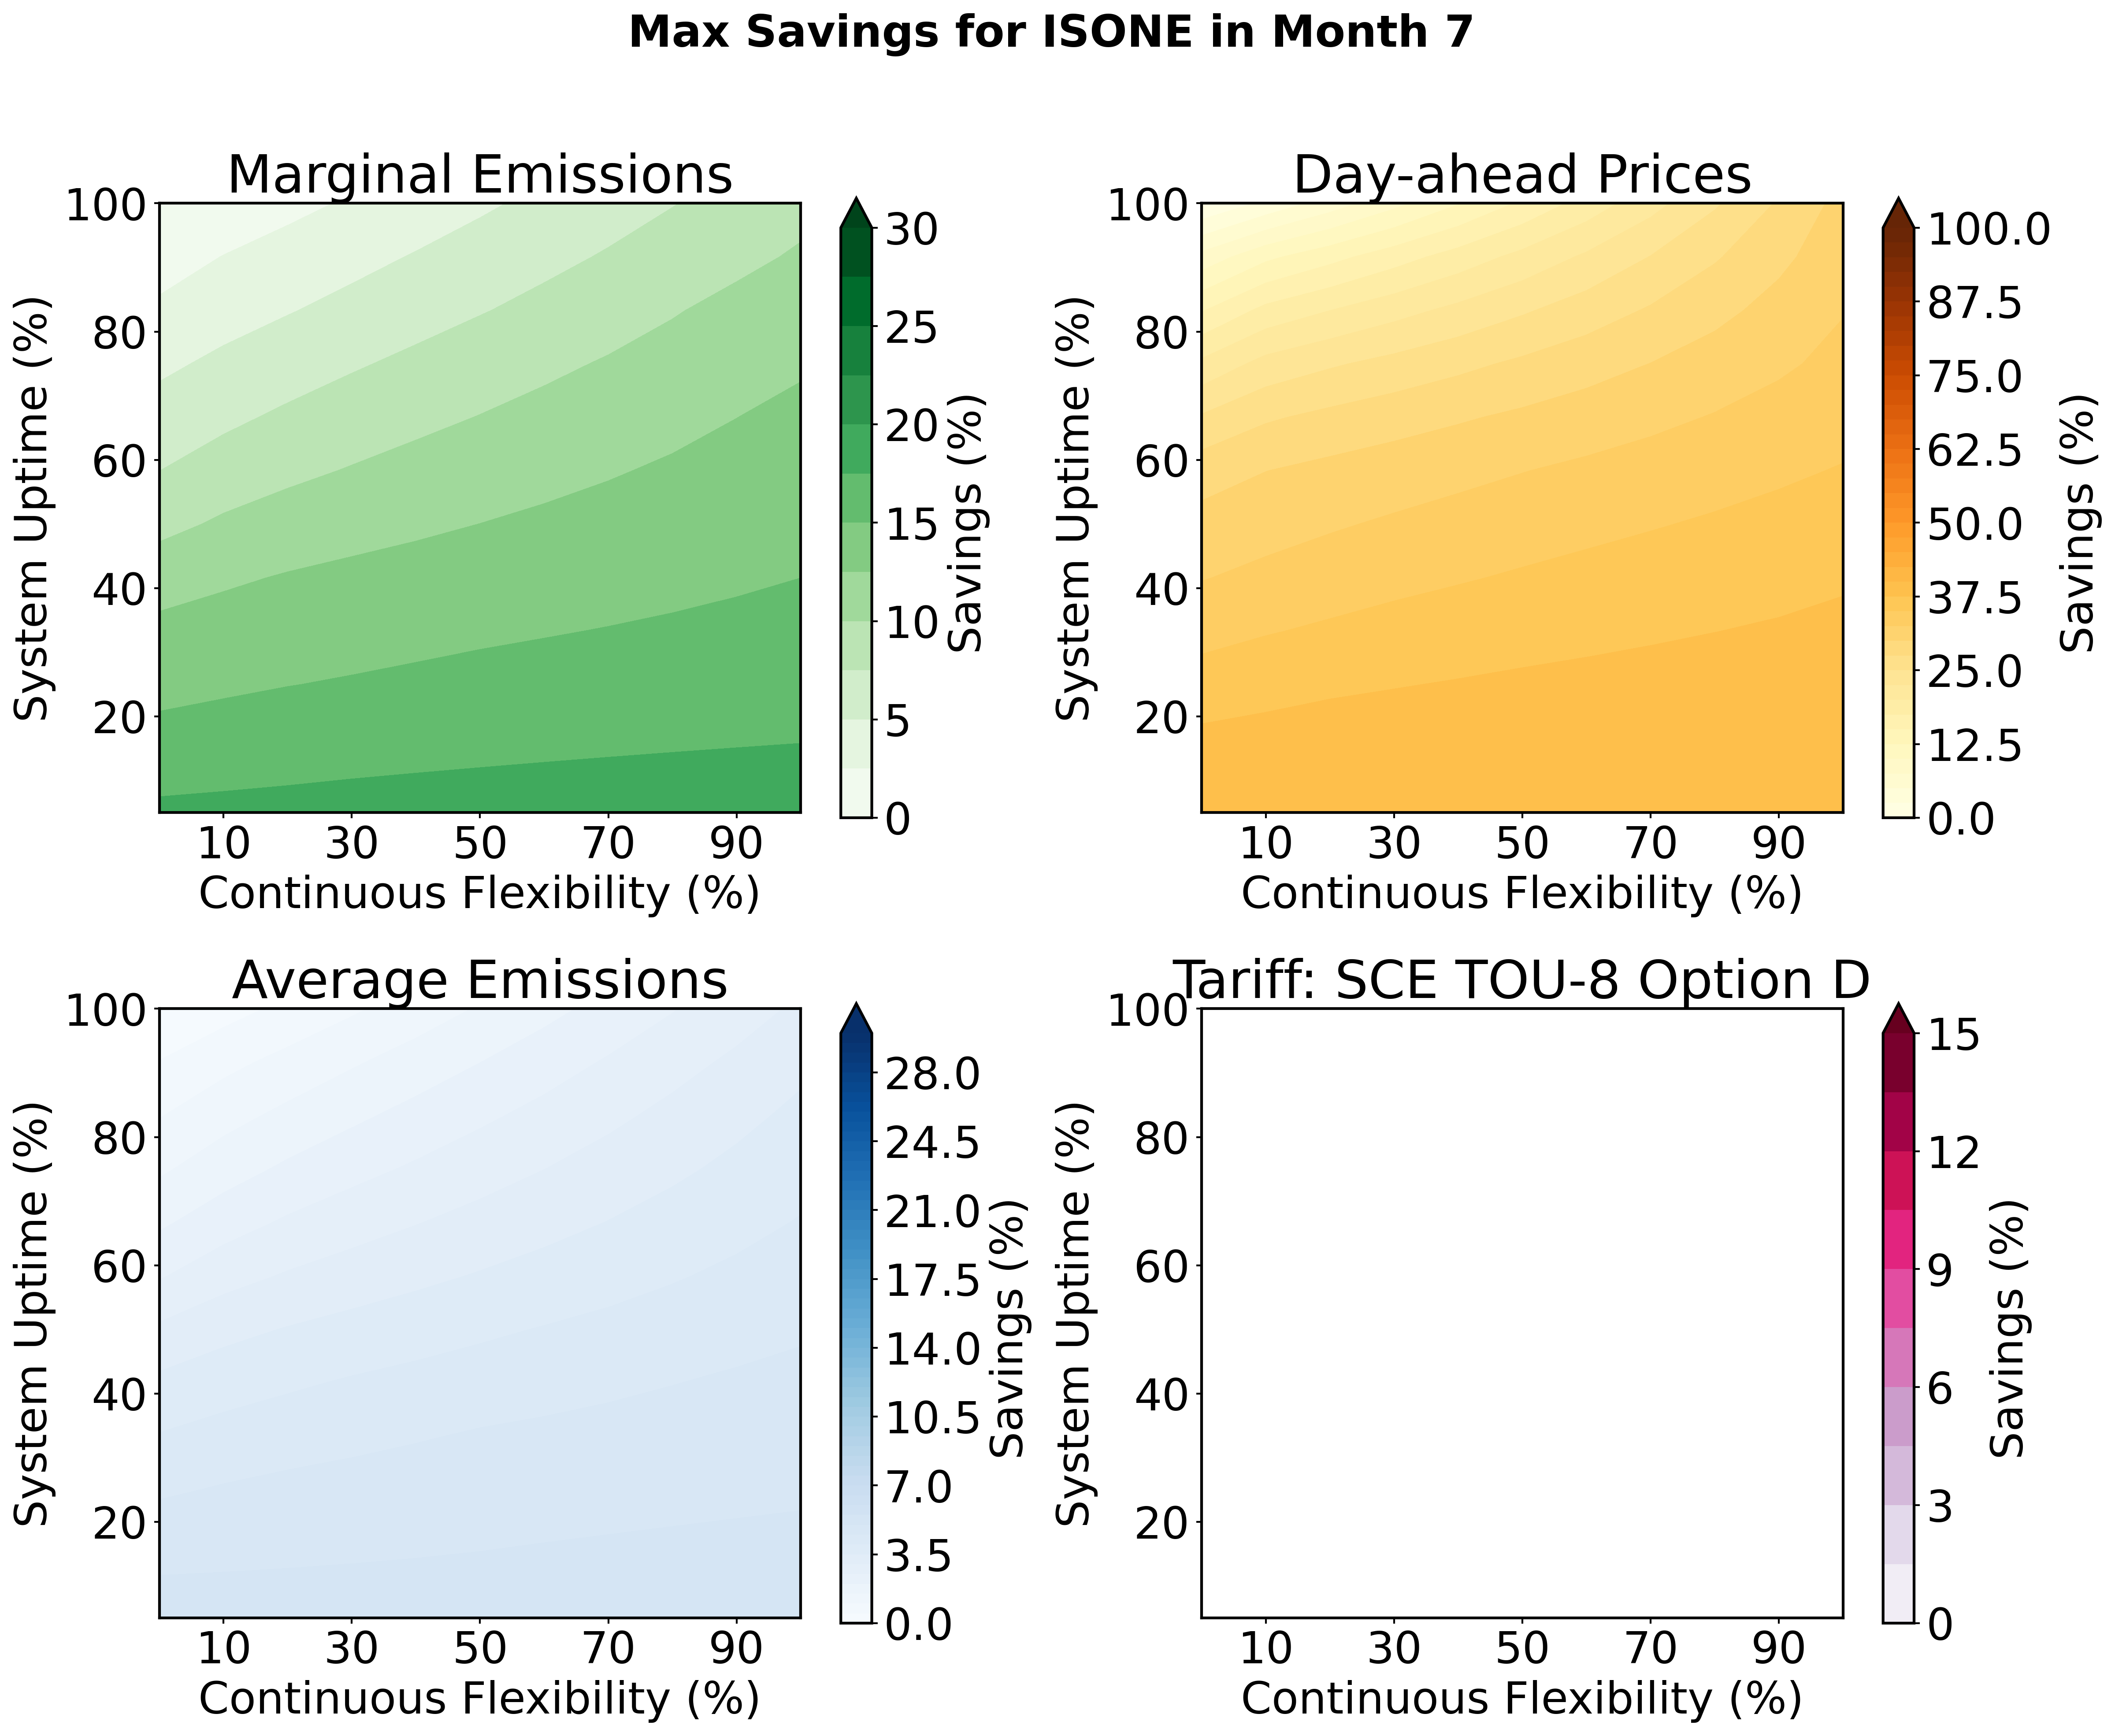 Max Savings for ISONE in Month 7
Marginal Emissions
100
80
60
40
20
System Uptime (%)
10 30 50 70 90
Continuous Flexibility (%)
30
25
20
15
10
5
0
Savings (%)
Day-ahead Prices
100
80
60
40
20
System Uptime (%)
10 30 50 70 90
Continuous Flexibility (%)
100.0
87.5
75.0
62.5
50.0
37.5
25.0
12.5
0.0
Savings (%)
Average Emissions
100
80
60
40
20
System Uptime (%)
10 30 50 70 90
Continuous Flexibility (%)
28.0
24.5
21.0
17.5
14.0
10.5
7.0
3.5
0.0
Savings (%)
Tariff: SCE TOU-8 Option D
100
80
60
40
20
System Uptime (%)
10 30 50 70 90
Continuous Flexibility (%)
15
12
9
6
3
0
Savings (%)